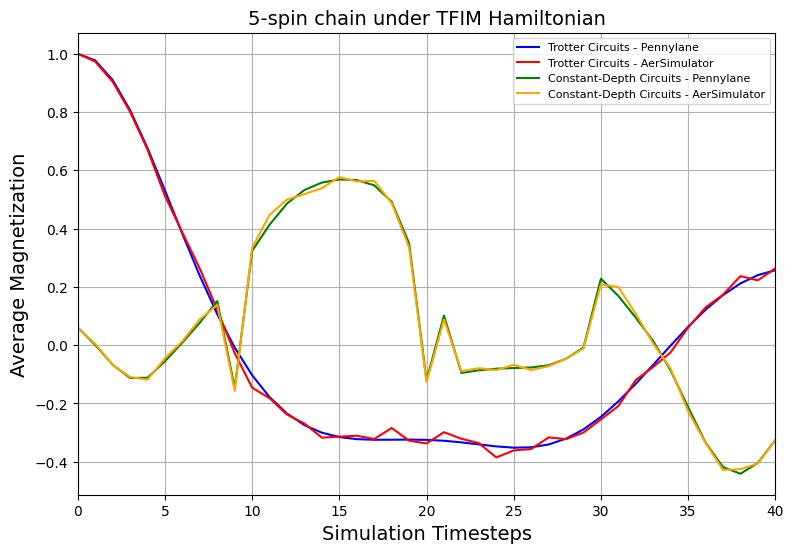 5-spin chain under TFIM Hamiltonian
Trotter Circuits - Pennylane
Trotter Circuits - AerSimulator
Constant-Depth Circuits - Pennylane
Constant-Depth Circuits - AerSimulator
Average Magnetization
1.0
0.8
0.6
0.4
0.2
0.0
−0.2
−0.4
0 5 10 15 20 25 30 35 40
Simulation Timesteps